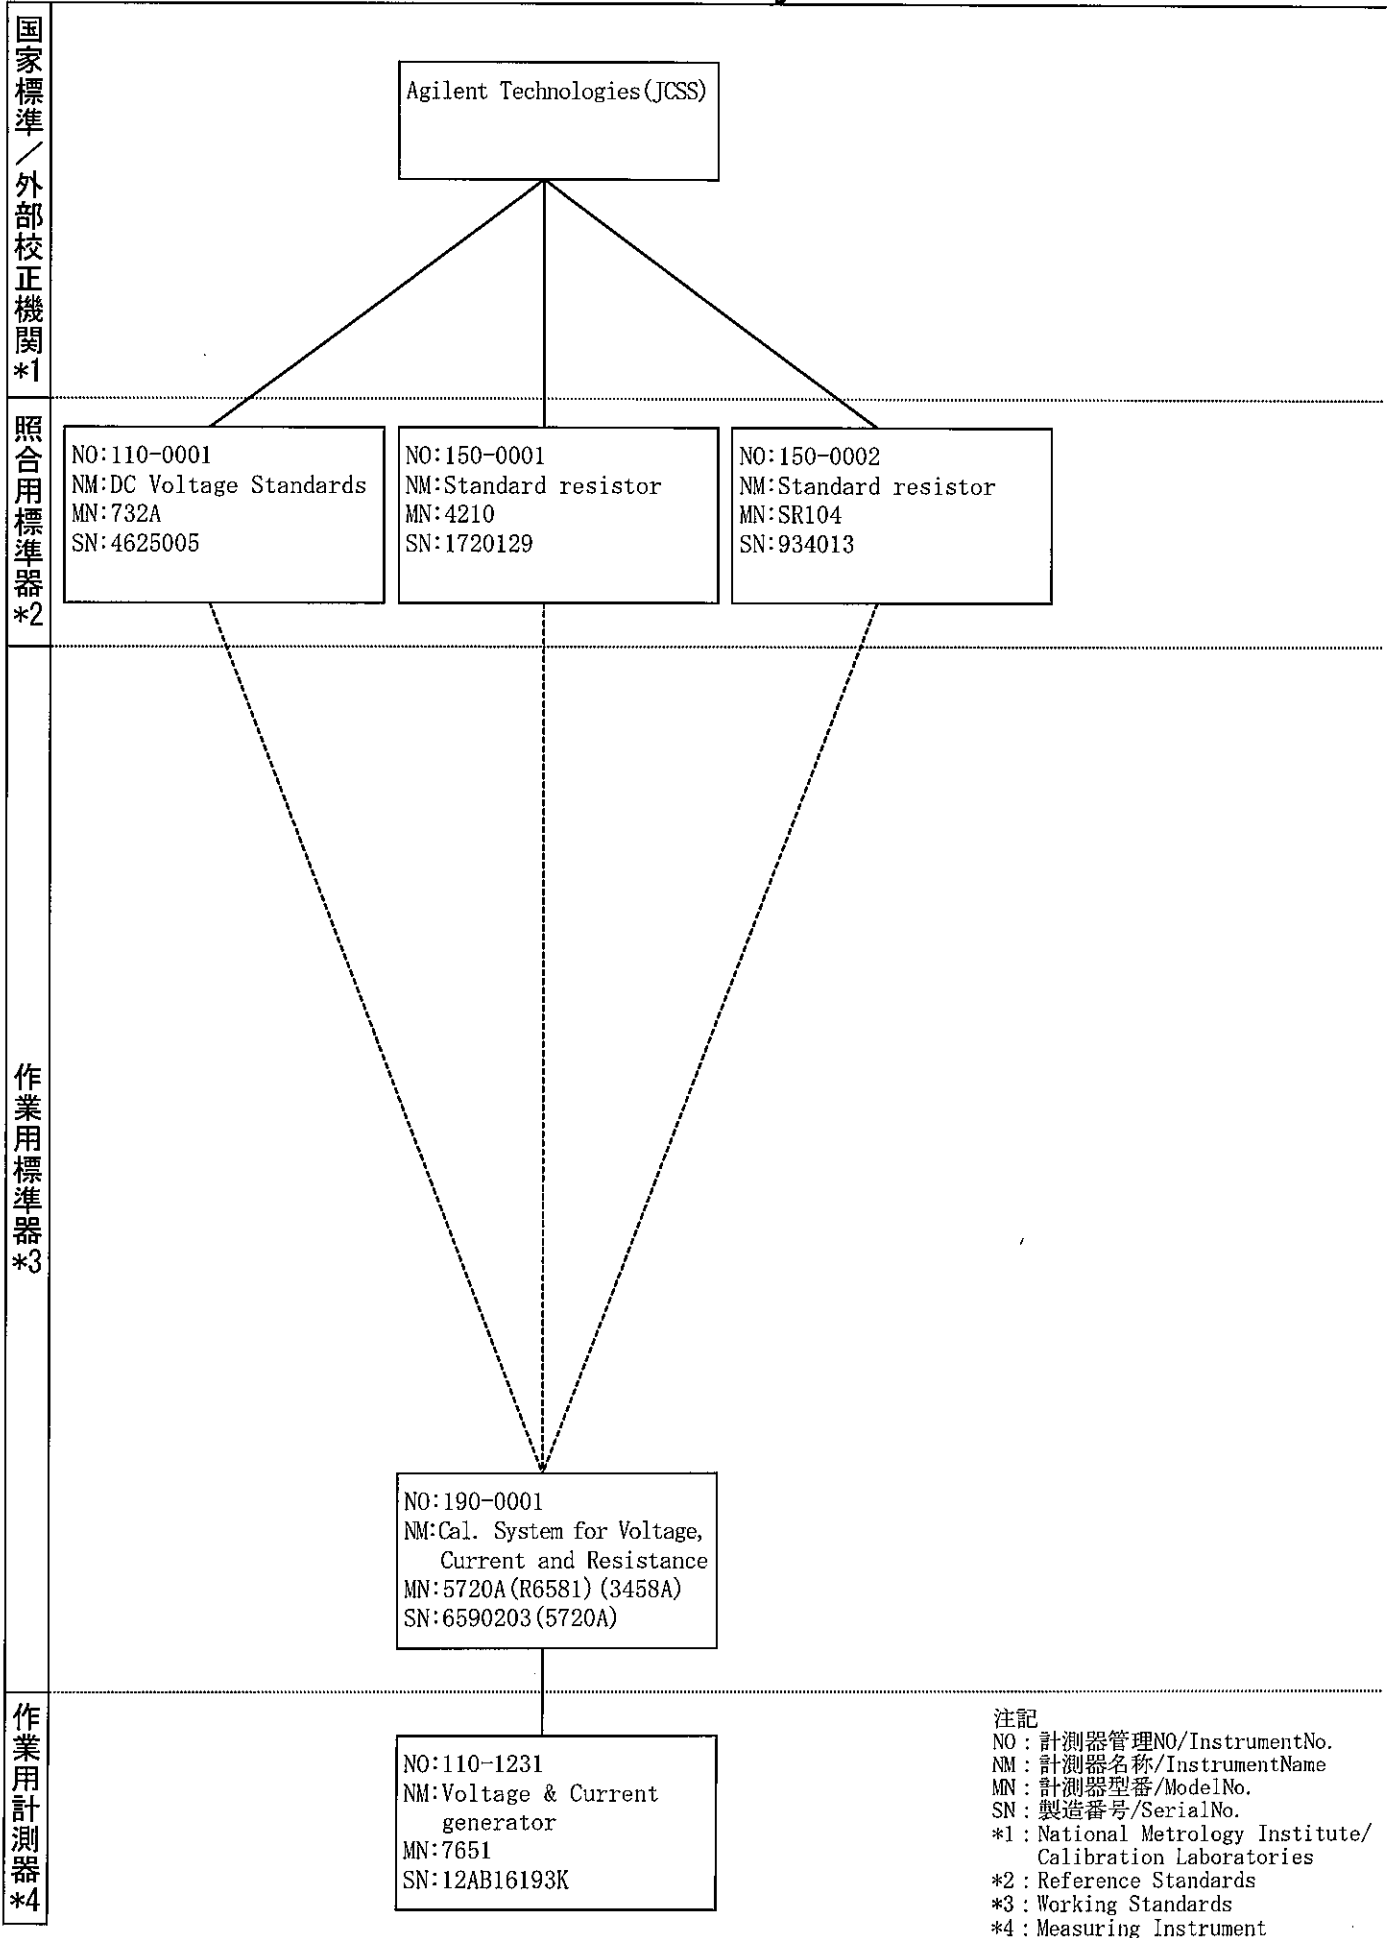 国家標準/外部校正機関*1
Agilent Technologies(JCSS)
照合用標準器*2
NO:110-0001
NM:DC Voltage Standards
MN:732A
SN:4625005
NO:150-0001
NM:Standard resistor
MN:4210
SN:1720129
NO:150-0002
NM:Standard resistor
MN:SR104
SN:934013
作業用標準器*3
NO:190-0001
NM:Cal. System for Voltage,
Current and Resistance
MN:5720A(R6581)(3458A)
SN:6590203(5720A)
作業用計測器*4
NO:110-1231
NM:Voltage & Current
generator
MN:7651
SN:12AB16193K
注記
NO:計測器管理NO/InstrumentNo.
NM:計測器名称/InstrumentName
MN:計測器型番/ModelNo.
SN:製造番号/SerialNo.
*1:National Metrology Institute/
Calibration Laboratories
*2:Reference Standards
*3:Working Standards
*4:Measuring Instrument